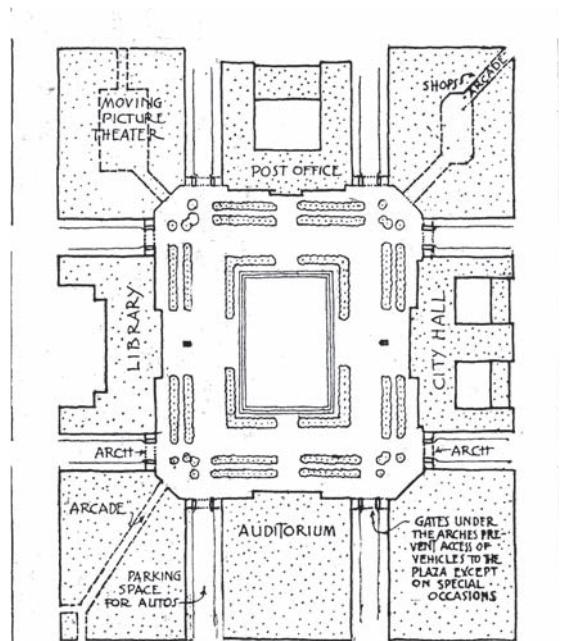 MOVING
PICTURE
THEATER
POST OFFICE
SHOPS
ARCADE
LIBRARY
CITY HALL
ARCH
ARCH
ARCADE
PARKING
SPACE
FOR AUTOS
AUDITORIUM
GATES UNDER
THE ARCHES PRE-
VENT ACCESS OF
VEHICLES TO THE
PLAZA EXCEPT
ON SPECIAL
OCCASIONS